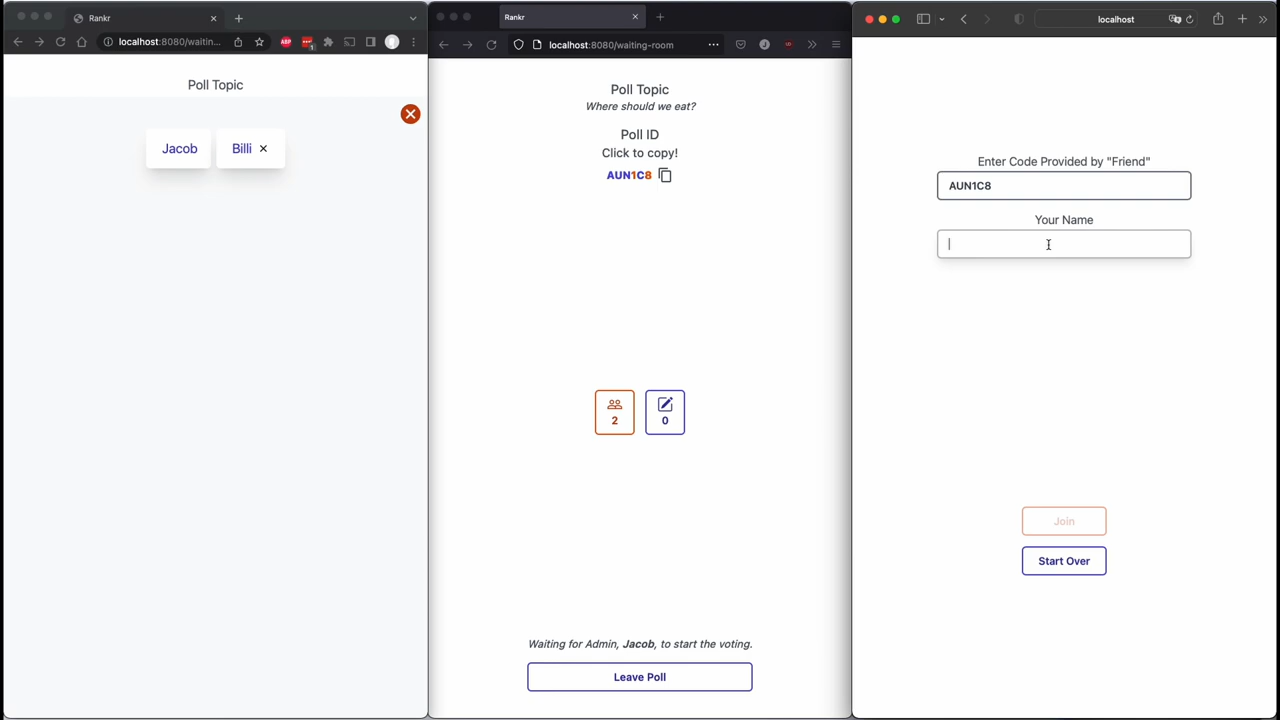 Rankr
localhost:8080/waitin...
Poll Topic
Jacob
Billi
Rankr
localhost:8080/waiting-room
Poll Topic
Where should we eat?
Poll ID
Click to copy!
AUN1C8
2
0
Waiting for Admin, Jacob, to start the voting.
Leave Poll
localhost
Enter Code Provided by "Friend"
AUN1C8
Your Name
Join
Start Over